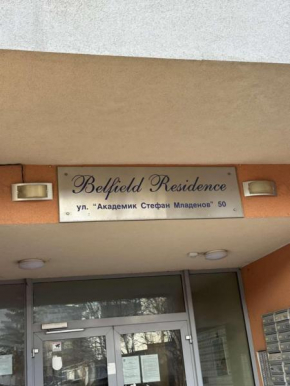 Belfield Residence
ул. "Академик Стефан Младенов" 50